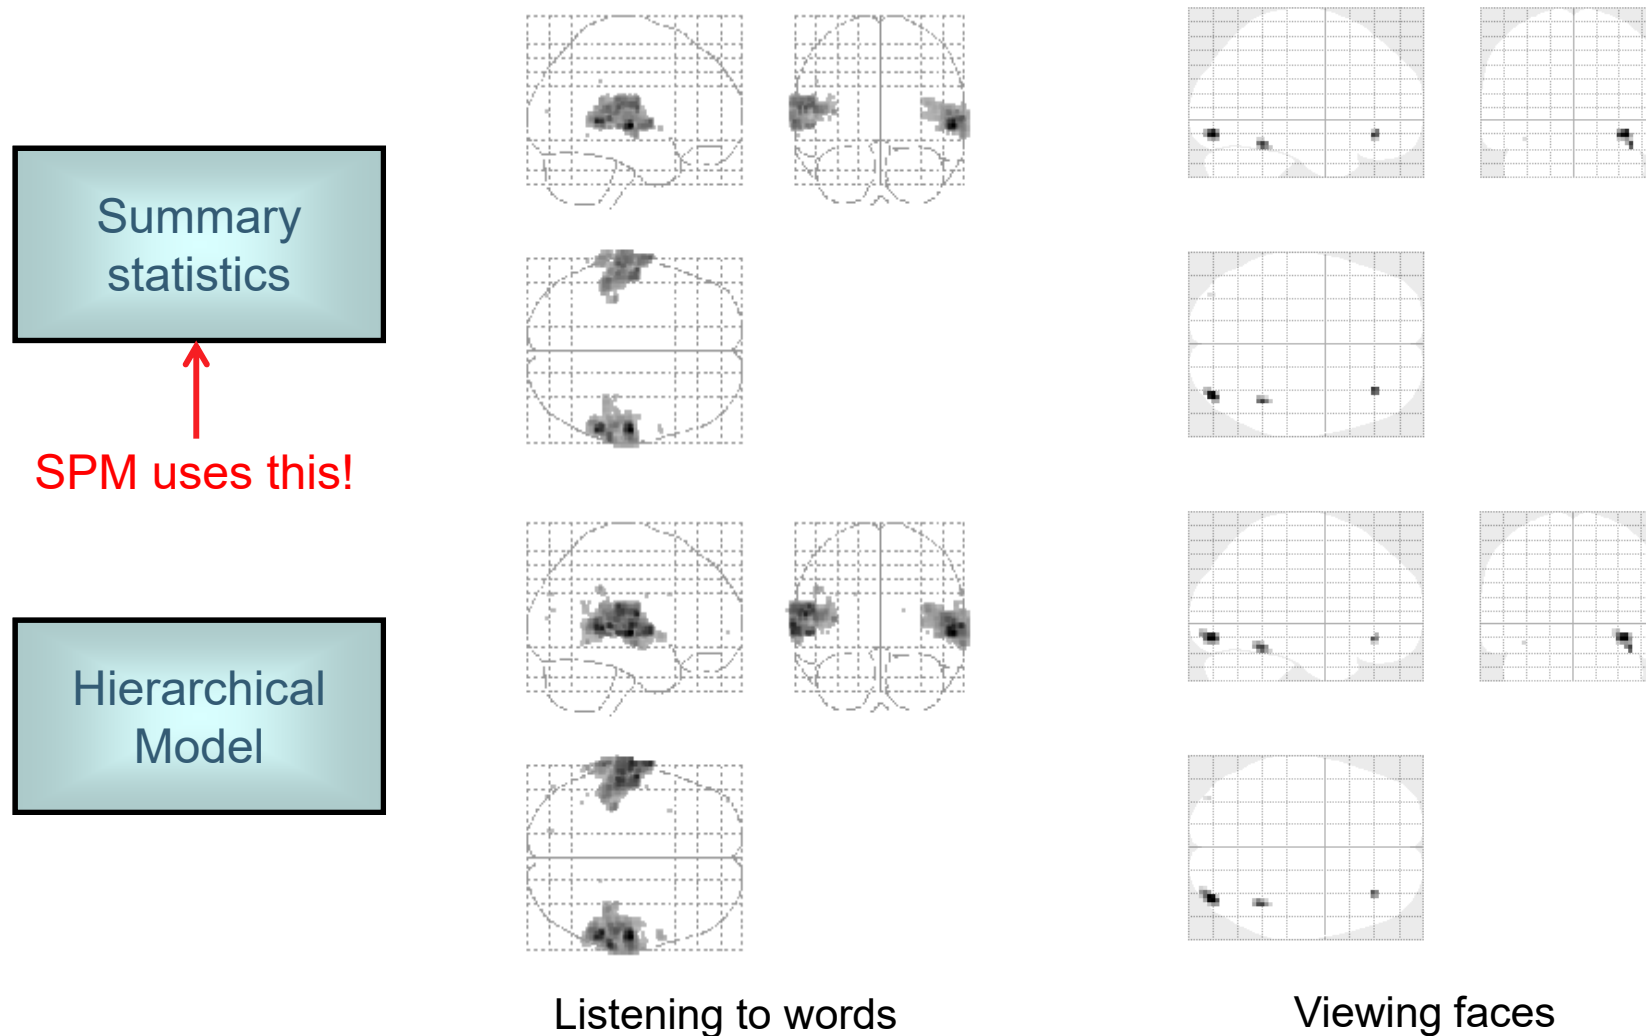 Summary
statistics
SPM uses this!
Hierarchical
Model
Listening to words
Viewing faces